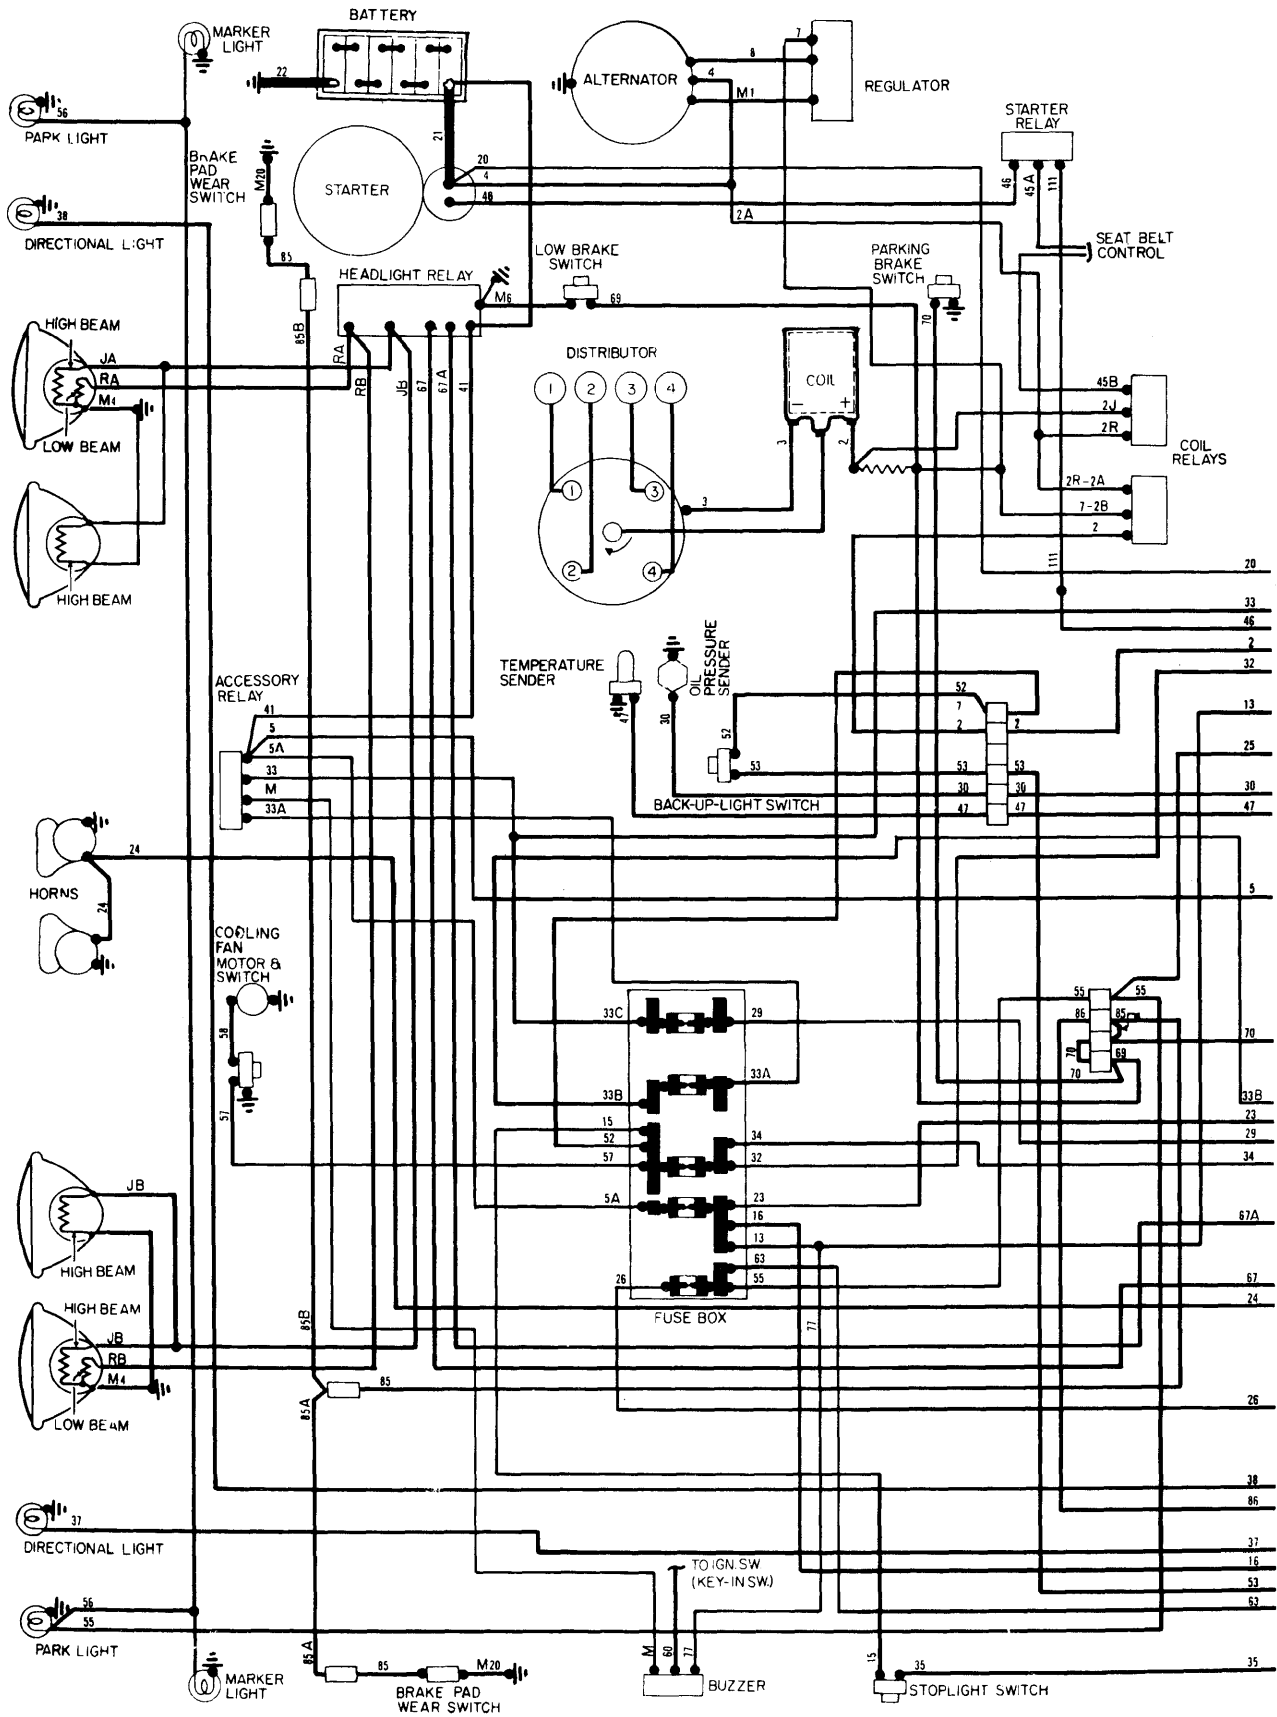 BATTERY
MARKER
LIGHT
22
21
ALTERNATOR
7
8
4
M1
REGULATOR
STARTER
RELAY
46
45A
111
56
PARK LIGHT
BRAKE
PAD
WEAR
SWITCH
M20
STARTER
20
4
46
2A
38
DIRECTIONAL LIGHT
85
85B
HEADLIGHT RELAY
M6
LOW BRAKE
SWITCH
69
PARKING
BRAKE
SWITCH
70
SEAT BELT
CONTROL
HIGH BEAM
JA
RA
M4
LOW BEAM
RA
RB
JB
67
67A
41
DISTRIBUTOR
1
2
3
4
1
3
2
4
COIL
-
+
3
2
3
45B
2J
2R
COIL
RELAYS
2R-2A
7-2B
2
111
HIGH BEAM
20
33
46
2
32
13
25
30
47
TEMPERATURE
SENDER
47
OIL
PRESSURE
SENDER
30
52
53
BACK-UP-LIGHT SWITCH
52
7
2
53
30
47
2
53
30
47
ACCESSORY
RELAY
41
5
5A
33
M
33A
HORNS
24
24
5
COOLING
FAN
MOTOR &
SWITCH
58
57
33C
29
33A
33B
15
52
57
34
32
5A
23
16
13
63
55
26
FUSE BOX
77
55
55
86
85
70
69
70
70
33B
23
29
34
67A
67
24
JB
HIGH BEAM
HIGH BEAM
JB
RB
M4
LOW BEAM
85B
85A
85
26
38
86
37
DIRECTIONAL LIGHT
37
16
53
63
TO IGN. SW
(KEY-IN SW.)
56
55
PARK LIGHT
MARKER
LIGHT
85A
85
M20
BRAKE PAD
WEAR SWITCH
M
60
77
BUZZER
15
35
STOPLIGHT SWITCH
35